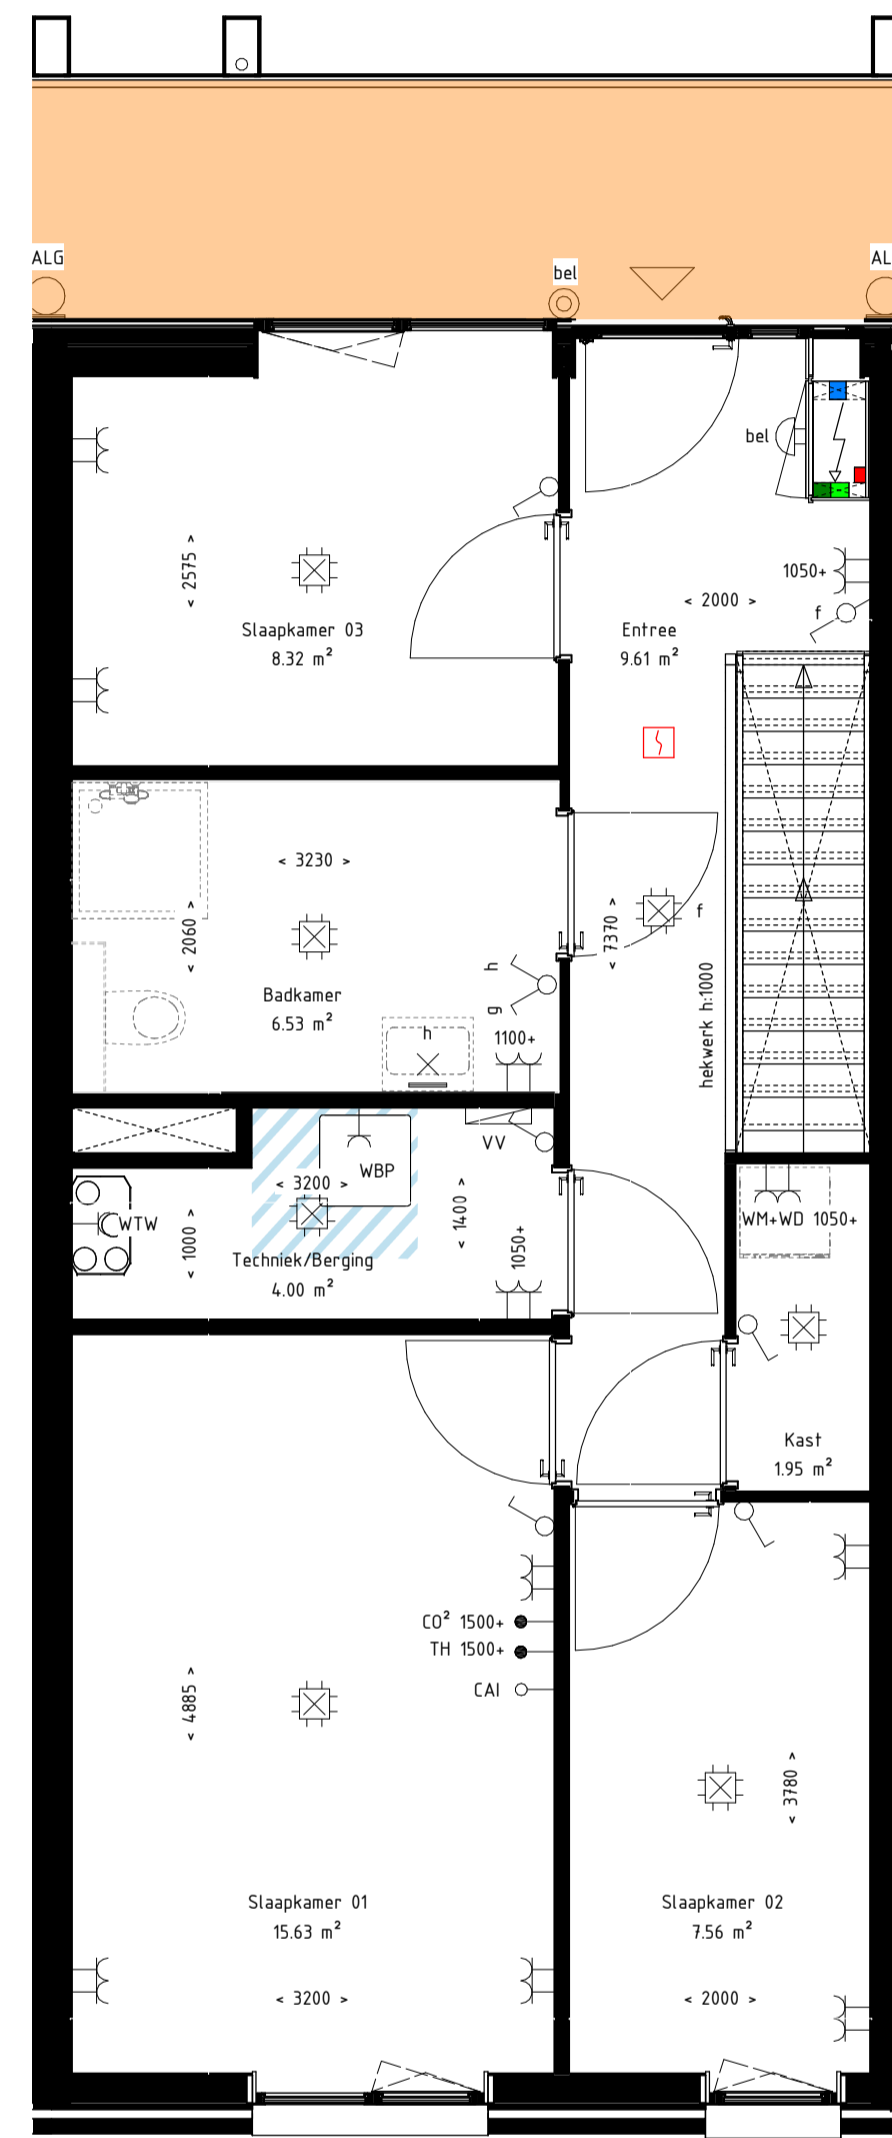 ALG
bel
AL
bel
< 2575 >
1050+
< 2000 >
f
Slaapkamer 03
8.32 m²
Entree
9.61 m²
< 3230 >
< 2060 >
< 7370 >
f
h
g
Badkamer
6.53 m²
h
1100+
hekwerk h:1000
VV
WBP
< 3200 >
< 1400 >
WTW
< 1000 >
1050+
WM+WD 1050+
Techniek/Berging
4.00 m²
Kast
1.95 m²
CO² 1500+
TH 1500+
CAI
< 4885 >
< 3780 >
Slaapkamer 01
15.63 m²
Slaapkamer 02
7.56 m²
< 3200 >
< 2000 >